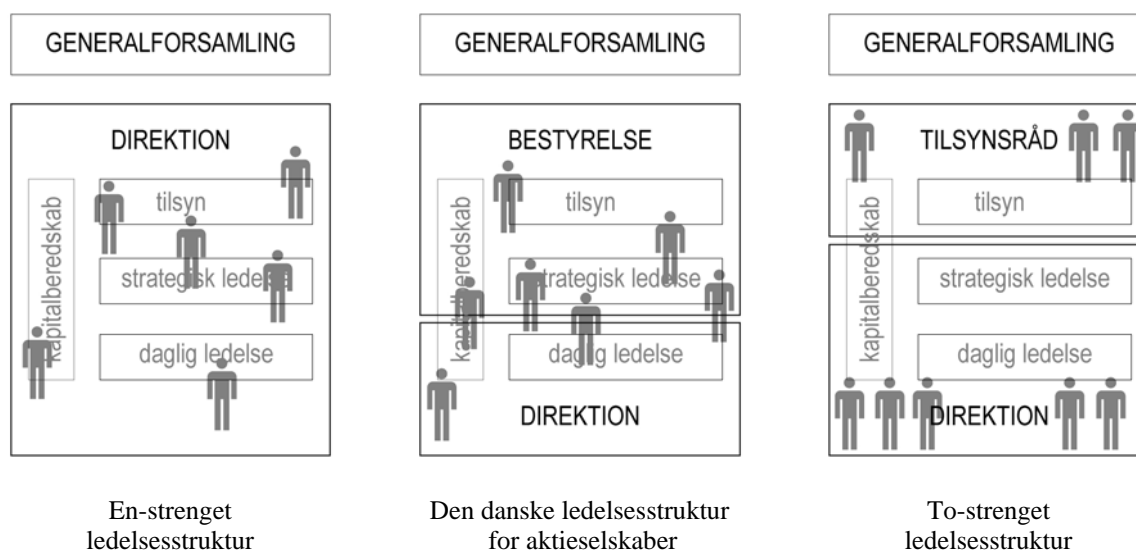 GENERALFORSAMLING
DIREKTION
tilsyn
strategisk ledelse
daglig ledelse
kapitalberedskab
En-strenget
ledelsesstruktur
GENERALFORSAMLING
BESTYRELSE
tilsyn
strategisk ledelse
daglig ledelse
kapitalberedskab
DIREKTION
Den danske ledelsesstruktur
for aktieselskaber
GENERALFORSAMLING
TILSYNSRÅD
tilsyn
strategisk ledelse
daglig ledelse
kapitalberedskab
DIREKTION
To-strenget
ledelsesstruktur